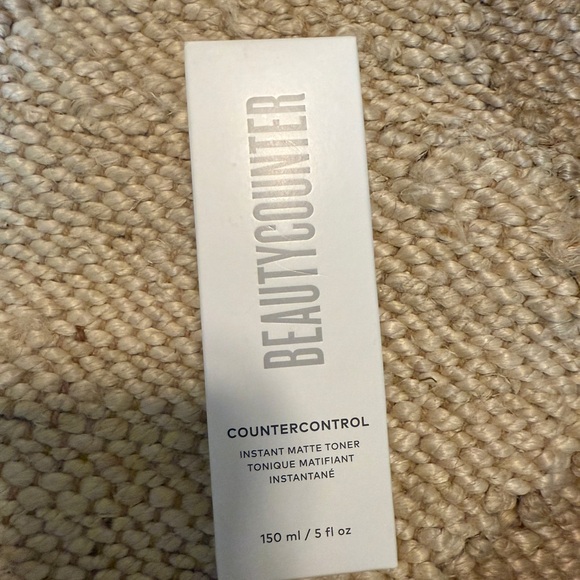 BEAUTYCOUNTER
COUNTERCONTROL
INSTANT MATTE TONER
TONIQUE MATIFIANT
INSTANTANÉ
150 ml / 5 fl oz